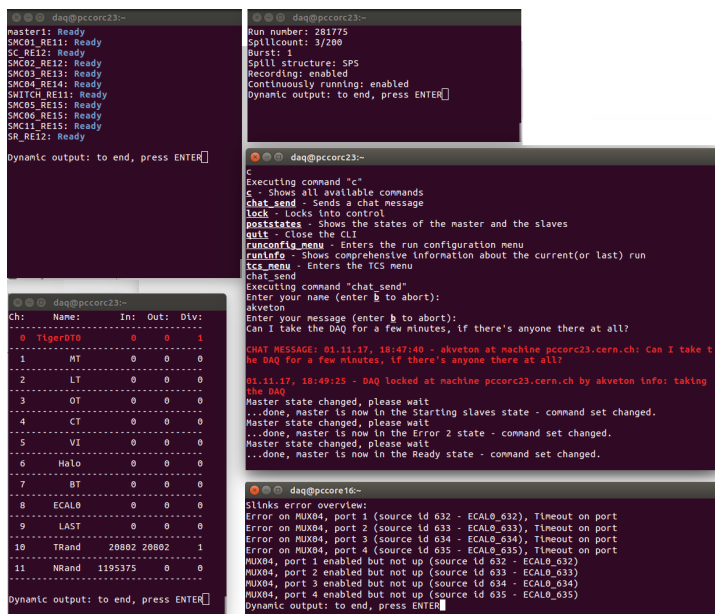 daq@pccorc23:~
master1: Ready
SMC01_RE11: Ready
SC_RE12: Ready
SMC02_RE12: Ready
SMC03_RE13: Ready
SMC04_RE14: Ready
SWITCH_RE11: Ready
SMC05_RE15: Ready
SMC06_RE15: Ready
SMC11_RE15: Ready
SR_RE12: Ready
Dynamic output: to end, press ENTER
daq@pccorc23:~
Run number: 281775
Spillcount: 3/200
Burst: 1
Spill structure: SPS
Recording: enabled
Continuously running: enabled
Dynamic output: to end, press ENTER
daq@pccorc23:~
c
Executing command "c"
c - Shows all available commands
chat_send - Sends a chat message
lock - Locks into control
poststates - Shows the states of the master and the slaves
quit - Close the CLI
runconfig_menu - Enters the run configuration menu
runinfo - Shows comprehensive information about the current(or last) run
tcs_menu - Enters the TCS menu
chat_send
Executing command "chat_send"
Enter your name (enter b to abort):
akveton
Enter your message (enter b to abort):
Can I take the DAQ for a few minutes, if there's anyone there at all?
CHAT MESSAGE: 01.11.17, 18:47:40 - akveton at machine pccorc23.cern.ch: Can I take t
he DAQ for a few minutes, if there's anyone there at all?
01.11.17, 18:49:25 - DAQ locked at machine pccorc23.cern.ch by akveton info: taking
the DAQ
Master state changed, please wait
...done, master is now in the Starting slaves state - command set changed.
Master state changed, please wait
...done, master is now in the Error 2 state - command set changed.
Master state changed, please wait
...done, master is now in the Ready state - command set changed.
daq@pccorc23:~
Ch: Name: In: Out: Div:
0 TigerDT0 0 0 1
1 MT 0 0 0
2 LT 0 0 0
3 OT 0 0 0
4 CT 0 0 0
5 VI 0 0 0
6 Halo 0 0 0
7 BT 0 0 0
8 ECAL0 0 0 0
9 LAST 0 0 0
10 TRand 20802 20802 1
11 NRand 1195375 0 0
Dynamic output: to end, press ENTER
daq@pccore16:~
Slinks error overview:
Error on MUX04, port 1 (source id 632 - ECAL0_632), Timeout on port
Error on MUX04, port 2 (source id 633 - ECAL0_633), Timeout on port
Error on MUX04, port 3 (source id 634 - ECAL0_634), Timeout on port
Error on MUX04, port 4 (source id 635 - ECAL0_635), Timeout on port
MUX04, port 1 enabled but not up (source id 632 - ECAL0_632)
MUX04, port 2 enabled but not up (source id 633 - ECAL0_633)
MUX04, port 3 enabled but not up (source id 634 - ECAL0_634)
MUX04, port 4 enabled but not up (source id 635 - ECAL0_635)
Dynamic output: to end, press ENTER